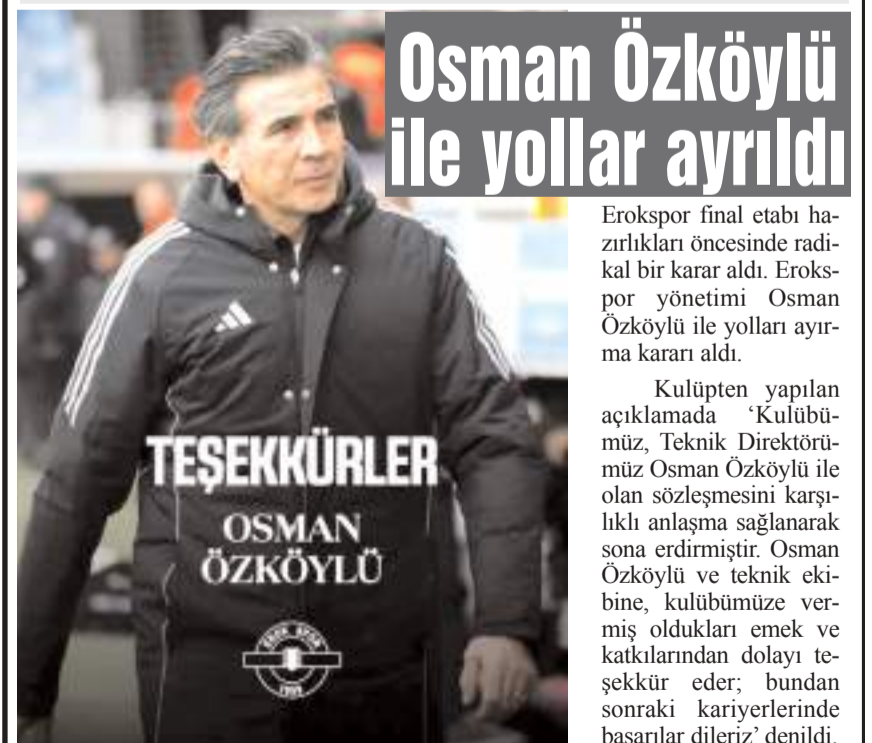 Osman Özköylü
ile yollar ayrıldı
Erokspor final etabı ha-
zırlıkları öncesinde radi-
kal bir karar aldı. Eroks-
por yönetimi Osman
Özköylü ile yolları ayır-
ma kararı aldı.
Kulüpten yapılan
açıklamada ‘Kulübü-
müz, Teknik Direktörü-
müz Osman Özköylü ile
olan sözleşmesini karşı-
lıklı anlaşma sağlanarak
sona erdirmiştir. Osman
Özköylü ve teknik eki-
bine, kulübümüze ver-
miş oldukları emek ve
katkılarından dolayı te-
şekkür eder; bundan
sonraki kariyerlerinde
başarılar dileriz’ denildi.
TEŞEKKÜRLER
OSMAN
ÖZKÖYLÜ
EROK SPOR